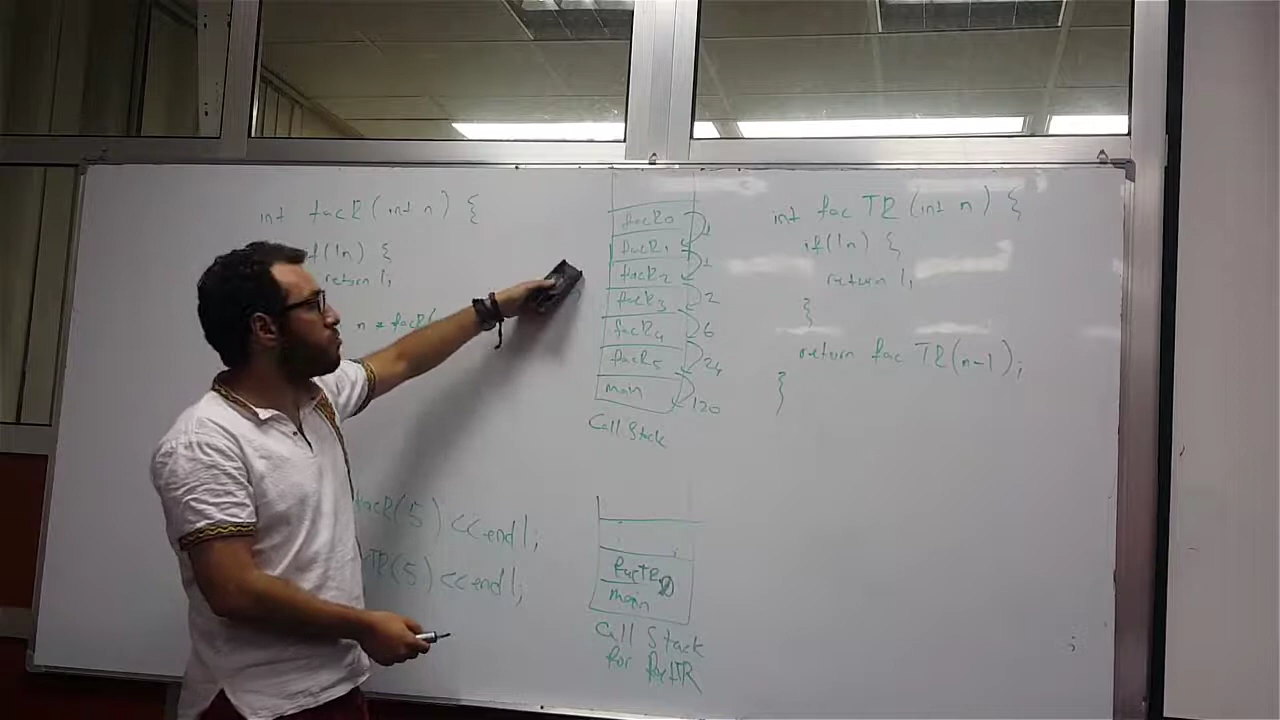 int facR(int n) {
if(!n) {
return 1;
n * facR(
facR(5) << endl;
TR(5) << endl;
facR0
1
facR1
1
facR2
2
facR3
6
facR4
24
facR5
120
main
Call Stack
facTR0
main
Call Stack
for facTR
int facTR(int n) {
if(!n) {
return 1;
}
return facTR(n-1);
}
;